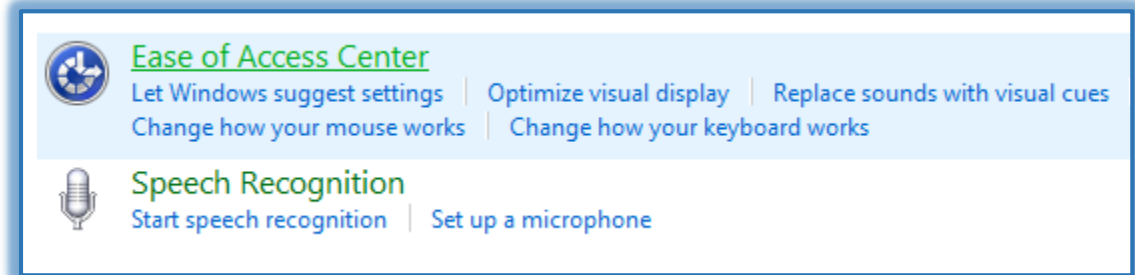 Ease of Access Center
Let Windows suggest settings | Optimize visual display | Replace sounds with visual cues
Change how your mouse works | Change how your keyboard works
Speech Recognition
Start speech recognition | Set up a microphone